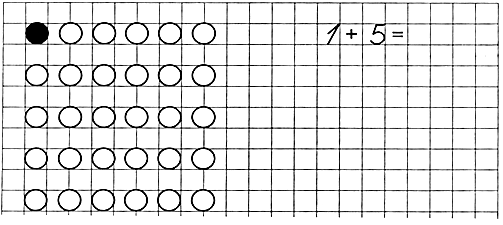 1 + 5 =